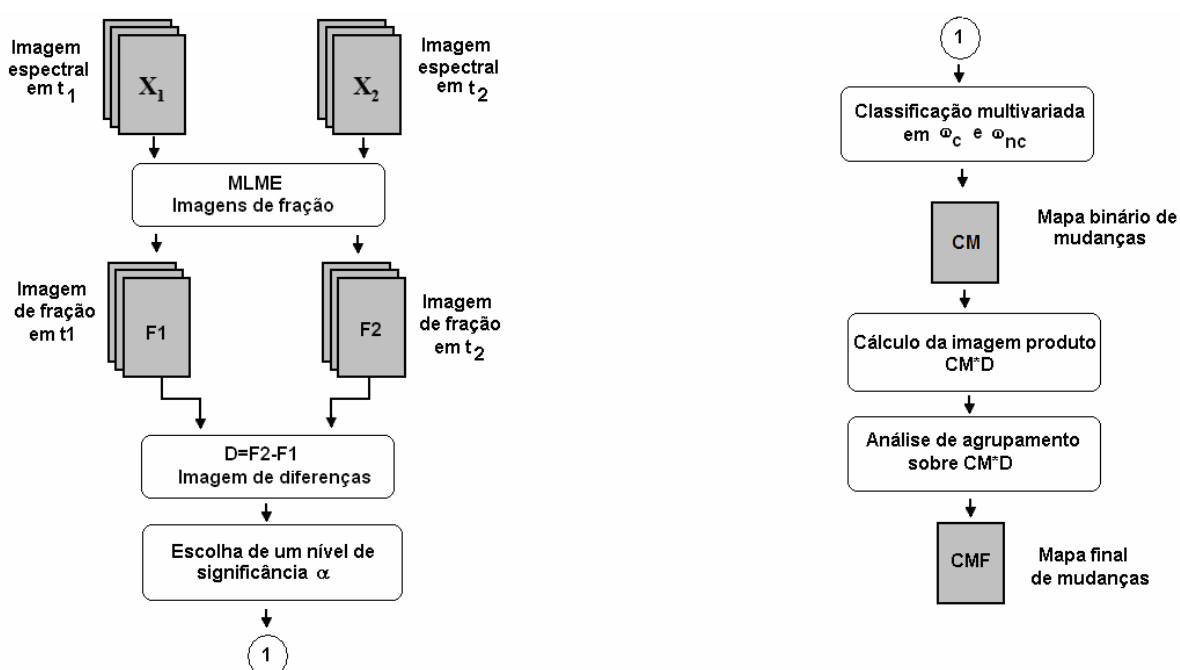 Imagem
espectral
em t1
X1
X2
Imagem
espectral
em t2
MLME
Imagens de fração
Imagem
de fração
em t1
F1
F2
Imagem
de fração
em t2
D=F2-F1
Imagem de diferenças
Escolha de um nível de
significância α
1
1
Classificação multivariada
em ωc e ωnc
CM
Mapa binário de
mudanças
Cálculo da imagem produto
CM*D
Análise de agrupamento
sobre CM*D
CMF
Mapa final
de mudanças